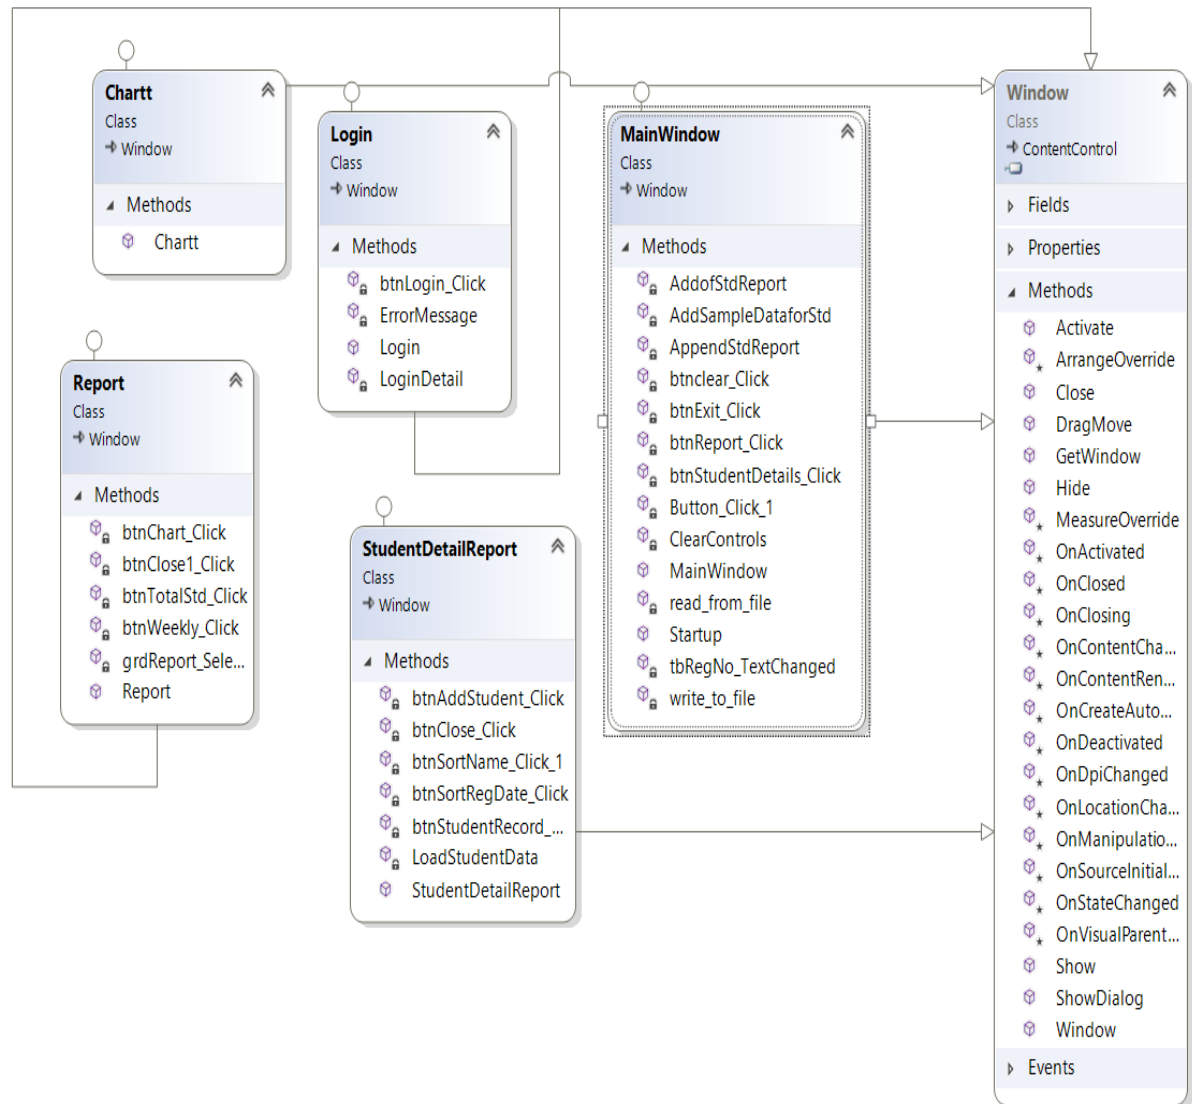 Chartt
Class
Window
Methods
Chartt
Login
Class
Window
Methods
btnLogin_Click
ErrorMessage
Login
LoginDetail
MainWindow
Class
Window
Methods
AddofStdReport
AddSampleDataforStd
AppendStdReport
btnclear_Click
btnExit_Click
btnReport_Click
btnStudentDetails_Click
Button_Click_1
ClearControls
MainWindow
read_from_file
Startup
tbRegNo_TextChanged
write_to_file
Window
Class
ContentControl
Fields
Properties
Methods
Activate
ArrangeOverride
Close
DragMove
GetWindow
Hide
MeasureOverride
OnActivated
OnClosed
OnClosing
OnContentCha...
OnContentRen...
OnCreateAuto...
OnDeactivated
OnDpiChanged
OnLocationCha...
OnManipulatio...
OnSourceInitial...
OnStateChanged
OnVisualParent...
Show
ShowDialog
Window
Events
Report
Class
Window
Methods
btnChart_Click
btnClose1_Click
btnTotalStd_Click
btnWeekly_Click
grdReport_Sele...
Report
StudentDetailReport
Class
Window
Methods
btnAddStudent_Click
btnClose_Click
btnSortName_Click_1
btnSortRegDate_Click
btnStudentRecord_...
LoadStudentData
StudentDetailReport